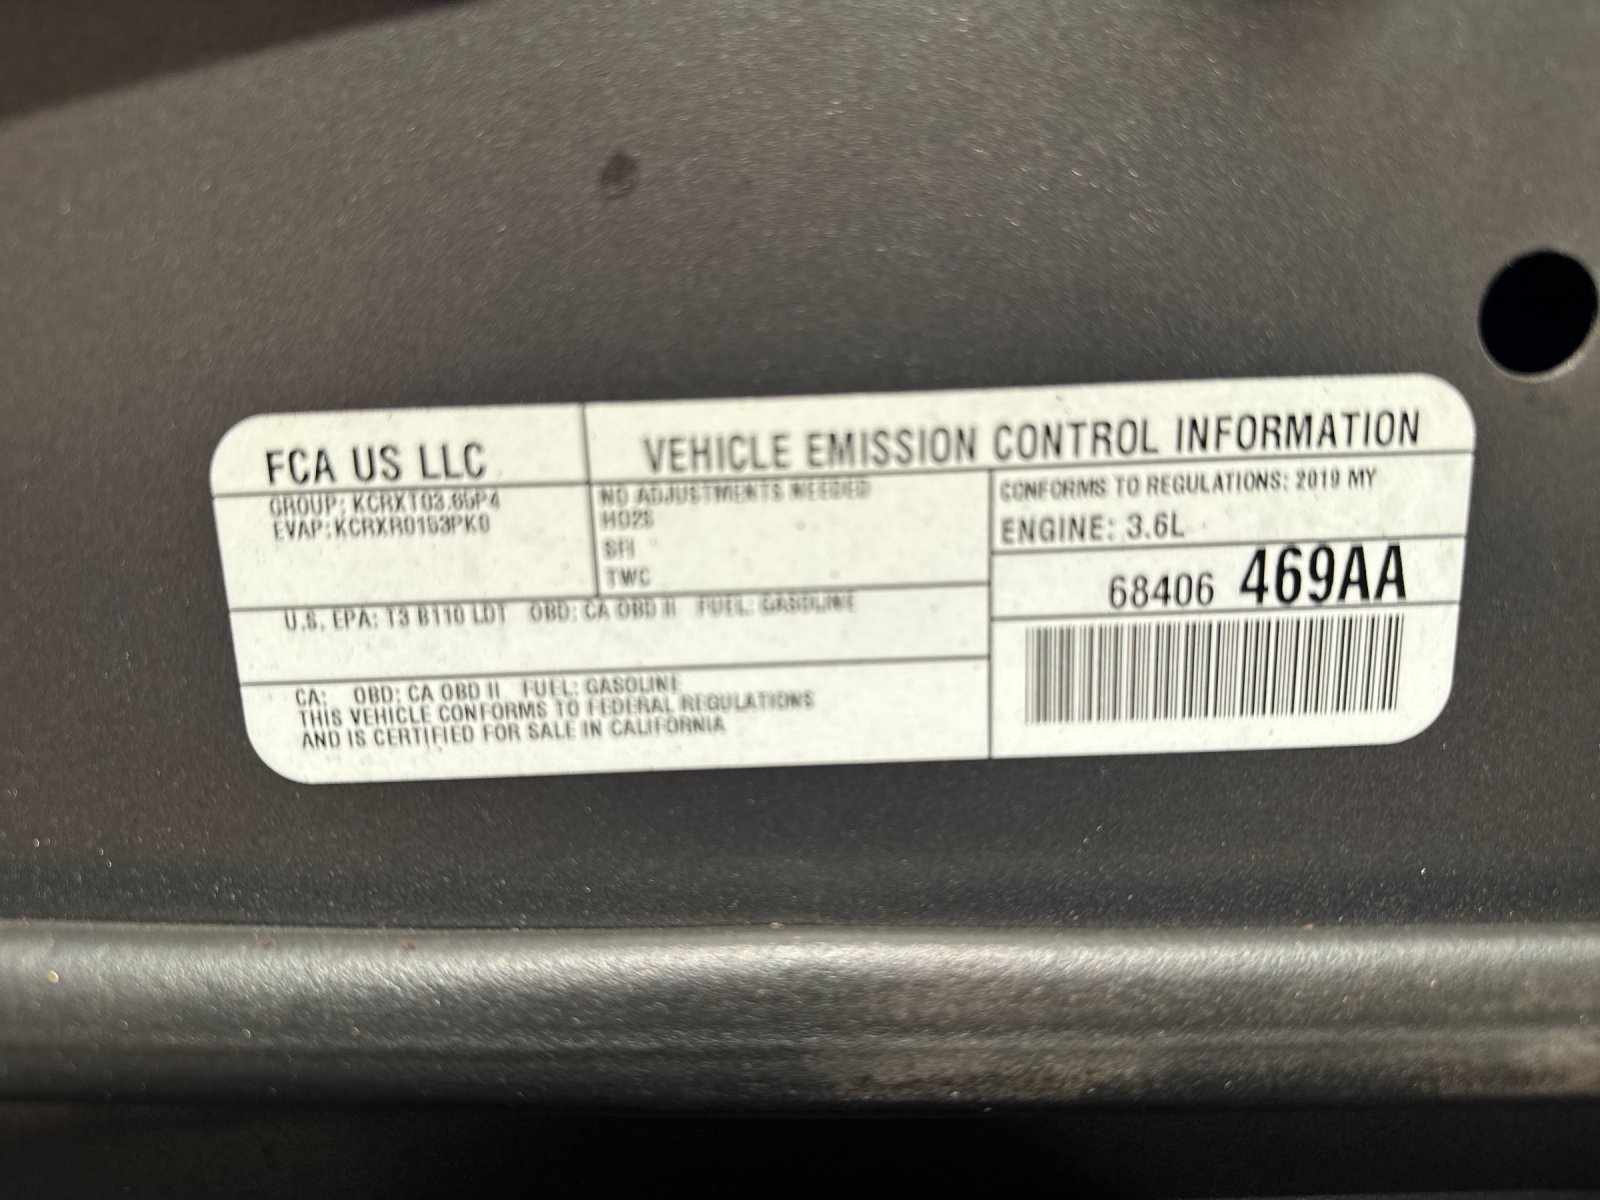 FCA US LLC
VEHICLE EMISSION CONTROL INFORMATION
GROUP: KCRXT03.65P4
EVAP: KCRXR0153PK0
NO ADJUSTMENTS NEEDED
HO2S
SFI
TWC
CONFORMS TO REGULATIONS: 2019 MY
ENGINE: 3.6L
68406 469AA
U.S. EPA: T3 B110 LDT OBD: CA OBD II FUEL: GASOLINE
CA: OBD: CA OBD II FUEL: GASOLINE
THIS VEHICLE CONFORMS TO FEDERAL REGULATIONS
AND IS CERTIFIED FOR SALE IN CALIFORNIA